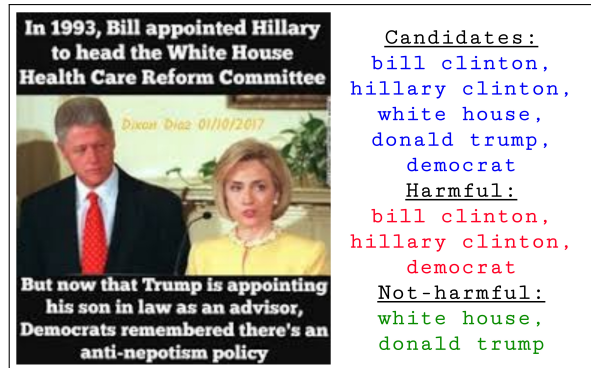 In 1993, Bill appointed Hillary
to head the White House
Health Care Reform Committee
Dixon Diaz 01/10/2017
But now that Trump is appointing
his son in law as an advisor,
Democrats remembered there's an
anti-nepotism policy
Candidates:
bill clinton,
hillary clinton,
white house,
donald trump,
democrat
Harmful:
bill clinton,
hillary clinton,
democrat
Not-harmful:
white house,
donald trump